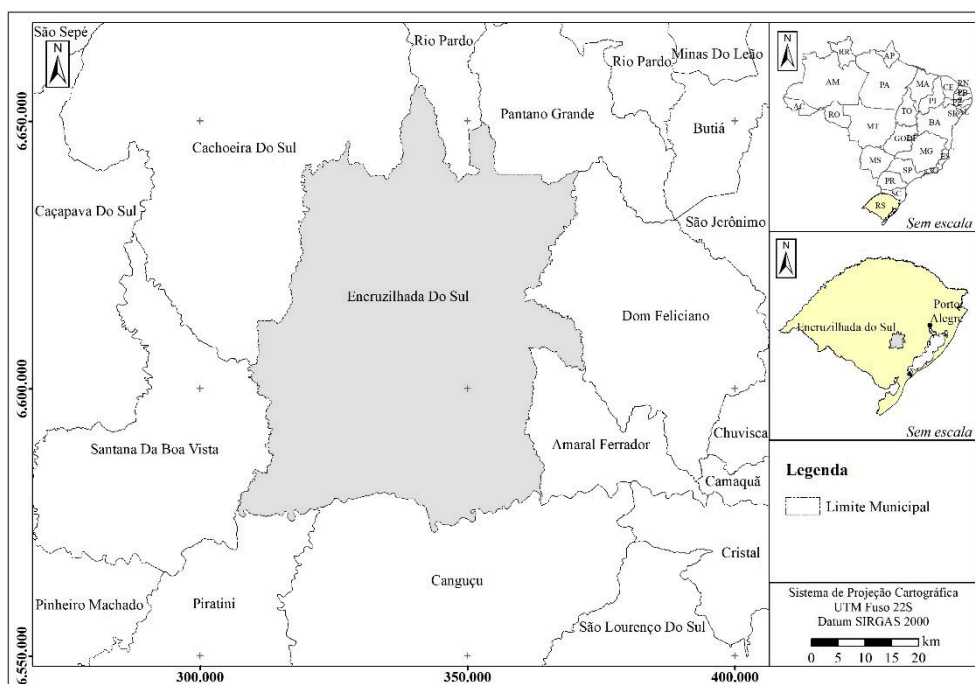 São Sepé
N
Rio Pardo
Minas Do Leão
Rio Pardo
Pantano Grande
Butiá
Cachoeira Do Sul
Caçapava Do Sul
São Jerônimo
Encruzilhada Do Sul
Dom Feliciano
Santana Da Boa Vista
Amaral Ferrador
Chuvisca
Camaquã
Cristal
Canguçu
Pinheiro Machado
Piratini
São Lourenço Do Sul
6.650.000
6.600.000
6.550.000
300.000
350.000
400.000
N
RR
AP
AM
PA
MA
CE
RN
PB
PI
AC
RO
TO
SE
BA
MT
GO
DF
MG
ES
MS
SP
RJ
PR
SC
RS
Sem escala
N
Porto
Alegre
Encruzilhada do Sul
Sem escala
Legenda
Limite Municipal
Sistema de Projeção Cartográfica
UTM Fuso 22S
Datum SIRGAS 2000
km
0 5 10 15 20